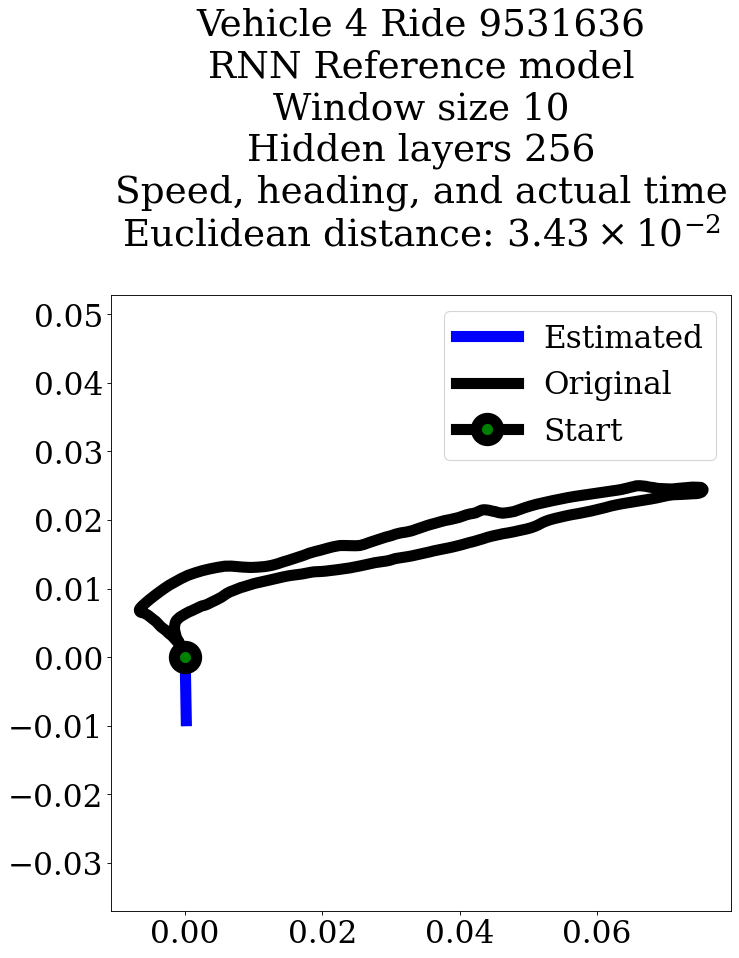 Vehicle 4 Ride 9531636
RNN Reference model
Window size 10
Hidden layers 256
Speed, heading, and actual time
Euclidean distance: 3.43 × 10⁻²
Estimated
Original
Start
0.05
0.04
0.03
0.02
0.01
0.00
−0.01
−0.02
−0.03
0.00 0.02 0.04 0.06